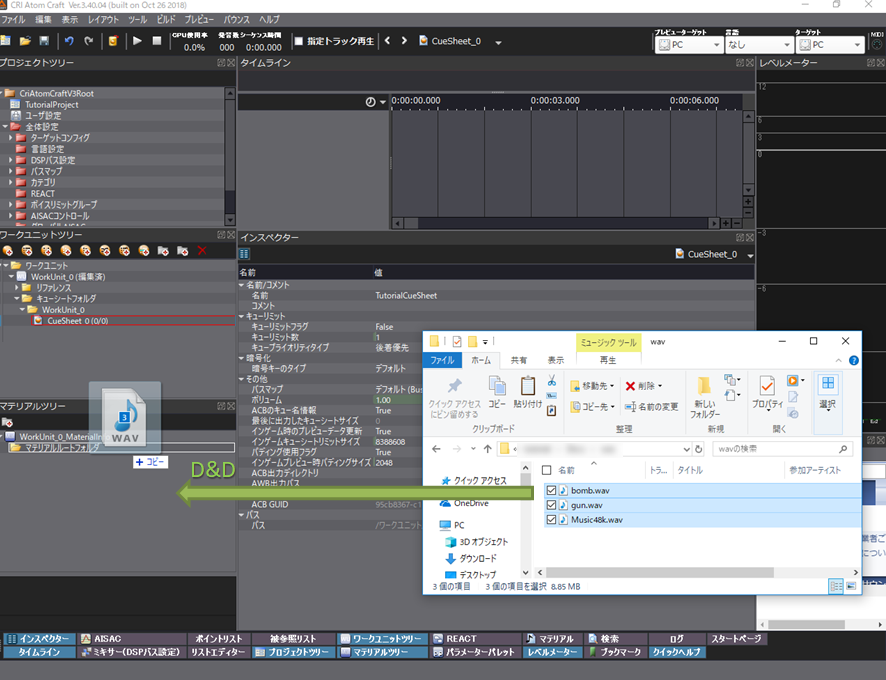 CRI Atom Craft Ver.3.40.04 (built on Oct 26 2018)
ファイル 編集 表示 レイアウト ツール ビルド プレビュー バウンス ヘルプ
CPU使用率 発音数 シーケンス時間
0.0% 000 0:00.000
指定トラック再生
CueSheet_0
プレビューターゲット 言語 ターゲット
PC なし PC
MIDI
プロジェクトツリー
CriAtomCraftV3Root
TutorialProject
ユーザ設定
全体設定
ターゲットコンフィグ
言語設定
DSPバス設定
バスマップ
カテゴリ
REACT
ボイスリミットグループ
AISACコントロール
タイムライン
0:00:00.000 0:00:03.000 0:00:06.000
レベルメーター
12
6
3
0
-3
-6
ワークユニットツリー
ワークユニット
WorkUnit_0 (編集済)
リファレンス
キューシートフォルダ
WorkUnit_0
CueSheet_0 (0/0)
マテリアルツリー
WorkUnit_0_MaterialIn
マテリアルルートフォルダ
WAV
コピー
D&D
インスペクター
CueSheet_0
名前 値
名前/コメント
名前 TutorialCueSheet
コメント
キューリミット
キューリミットフラグ False
キューリミット数 1
キュープライオリティタイプ 後着優先
暗号化
暗号キーのタイプ デフォルト
その他
バスマップ デフォルト (Bus
ボリューム 1.00
ACBのキュー名情報 True
最後に出力したキューシートサイズ 0
インゲーム時のプレビューデータ更新 True
インゲームキューシートリミットサイズ 8388608
パディング使用フラグ True
インゲームプレビュー時パディングサイズ 2048
ACB出力ディレクトリ
AWB出力パス
ACB GUID 95cb8367-c1
パス
パス /ワークユニット
ミュージック ツール
wav
ファイル ホーム 共有 表示 再生
クイック アクセス
にピン留めする
コピー 貼り付け
クリップボード
移動先
コピー先
削除
名前の変更
整理
新しい
フォルダー
新規
プロパティ
開く
選択
wavの検索
名前 トラ... タイトル 参加アーティスト
クイック アクセス
OneDrive
PC
3D オブジェクト
ダウンロード
デスクトップ
bomb.wav
gun.wav
Music48k.wav
3 個の項目 3 個の項目を選択 8.85 MB
インスペクター AISAC ポイントリスト 被参照リスト ワークユニットツリー REACT マテリアル 検索 ログ スタートページ
タイムライン ミキサー(DSPバス設定) リストエディター プロジェクトツリー マテリアルツリー パラメーターパレット レベルメーター ブックマーク クイックヘルプ